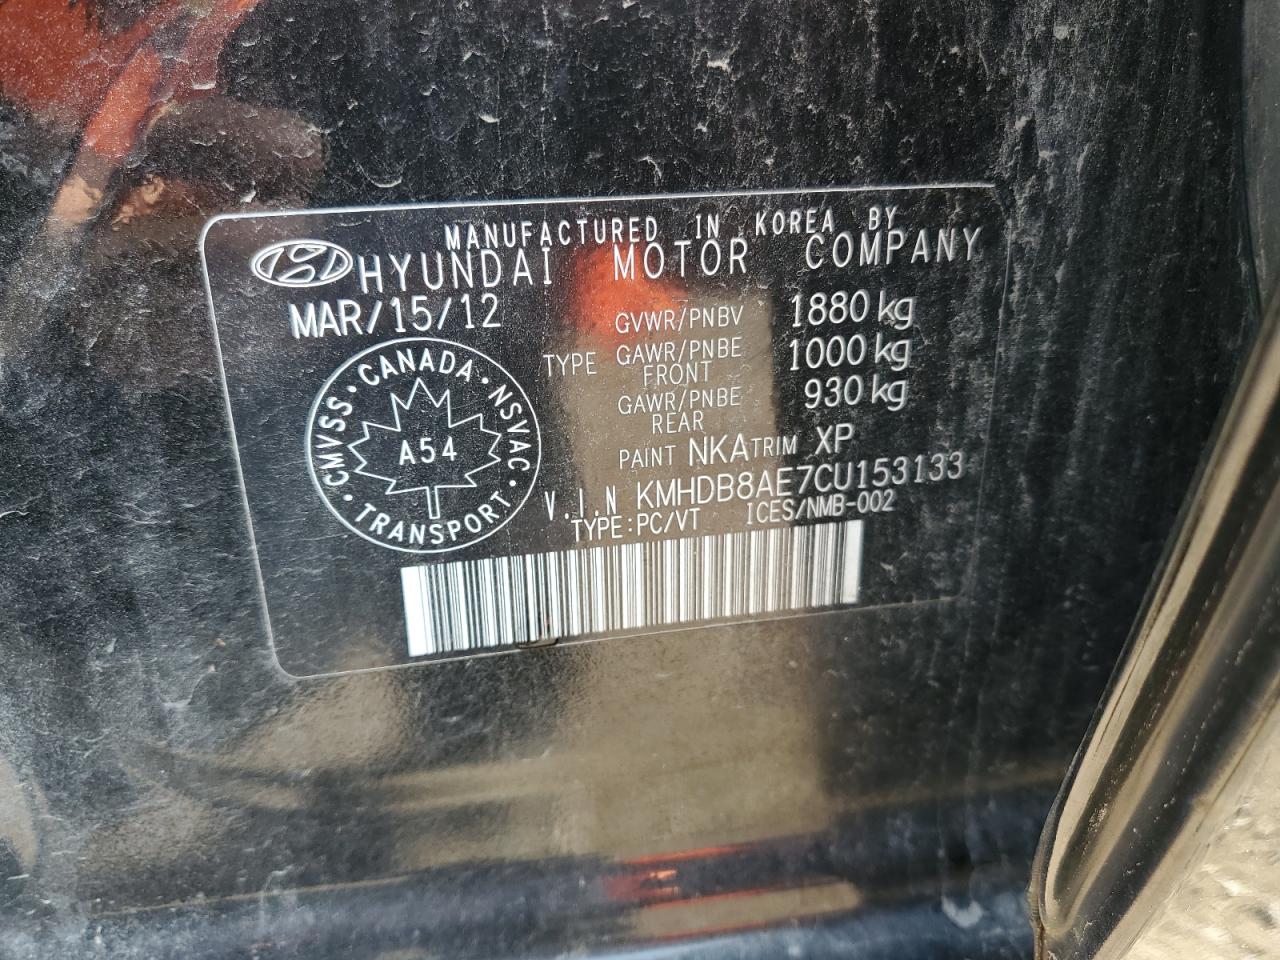 MANUFACTURED IN KOREA BY
HYUNDAI MOTOR COMPANY
MAR/15/12
GVWR/PNBV 1880 kg
TYPE GAWR/PNBE FRONT 1000 kg
GAWR/PNBE REAR 930 kg
PAINT NKA TRIM XP
V.I.N KMHDB8AE7CU153133
TYPE:PC/VT ICES/NMB-002
CMVSS · CANADA · NSVAC · TRANSPORT ·
A54